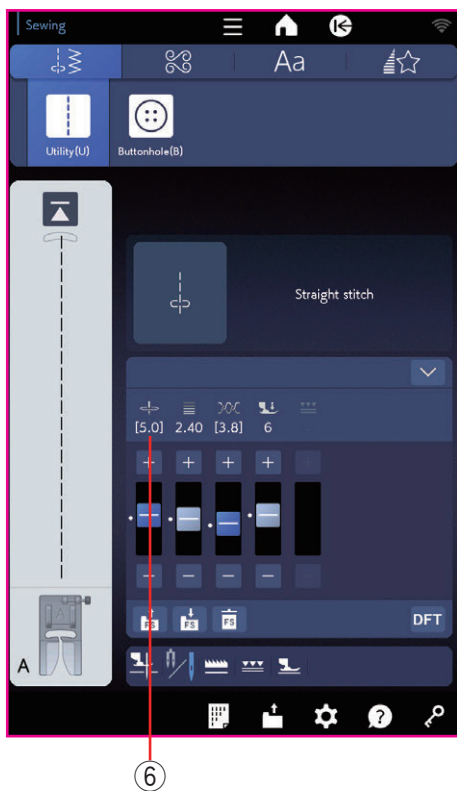 Sewing
Aa
Utility(U) Buttonhole(B)
Straight stitch
[5.0] 2.40 [3.8] 6
+ + + +
− − − −
FS FS FS DFT
A
?
⑥